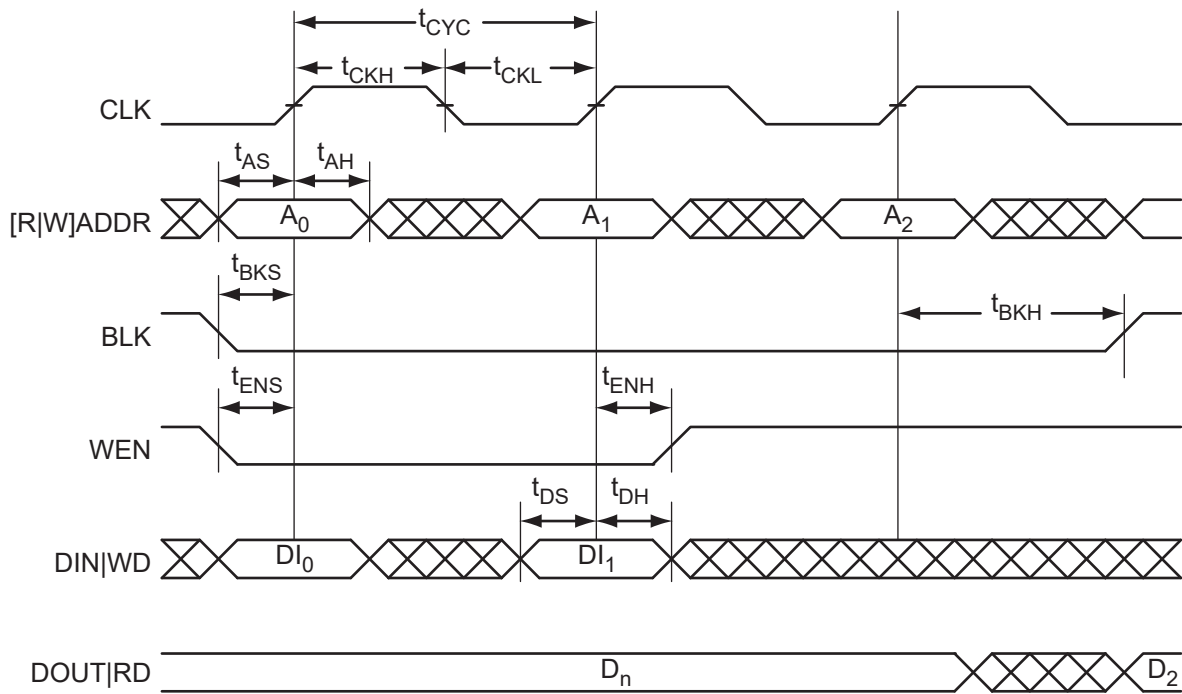 tCYC
tCKH tCKL
CLK
tAS tAH
[R|W]ADDR A0 A1 A2
tBKS tBKH
BLK
tENS tENH
WEN
tDS tDH
DIN|WD DI0 DI1
DOUT|RD Dn D2